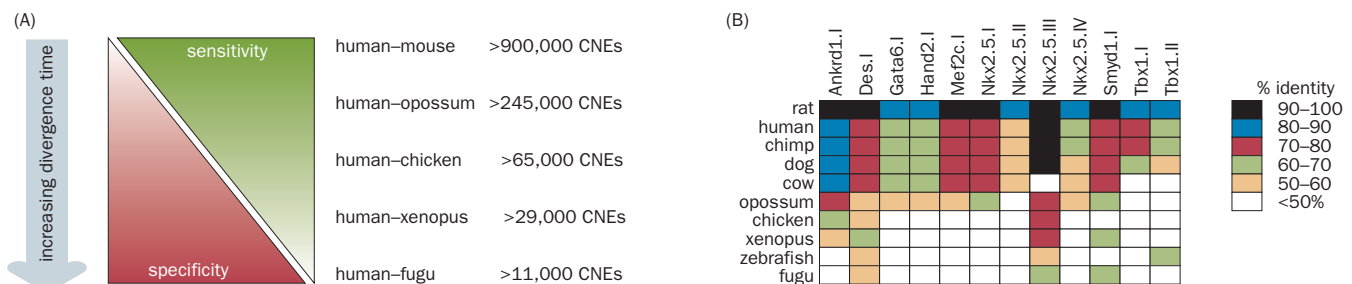 (A)
increasing divergence time
sensitivity
specificity
human–mouse >900,000 CNEs
human–opossum >245,000 CNEs
human–chicken >65,000 CNEs
human–xenopus >29,000 CNEs
human–fugu >11,000 CNEs
(B)
Ankrd1.I
Des.I
Gata6.I
Hand2.I
Mef2c.I
Nkx2.5.I
Nkx2.5.II
Nkx2.5.III
Nkx2.5.IV
Smyd1.I
Tbx1.I
Tbx1.II
rat
human
chimp
dog
cow
opossum
chicken
xenopus
zebrafish
fugu
% identity
90–100
80–90
70–80
60–70
50–60
<50%